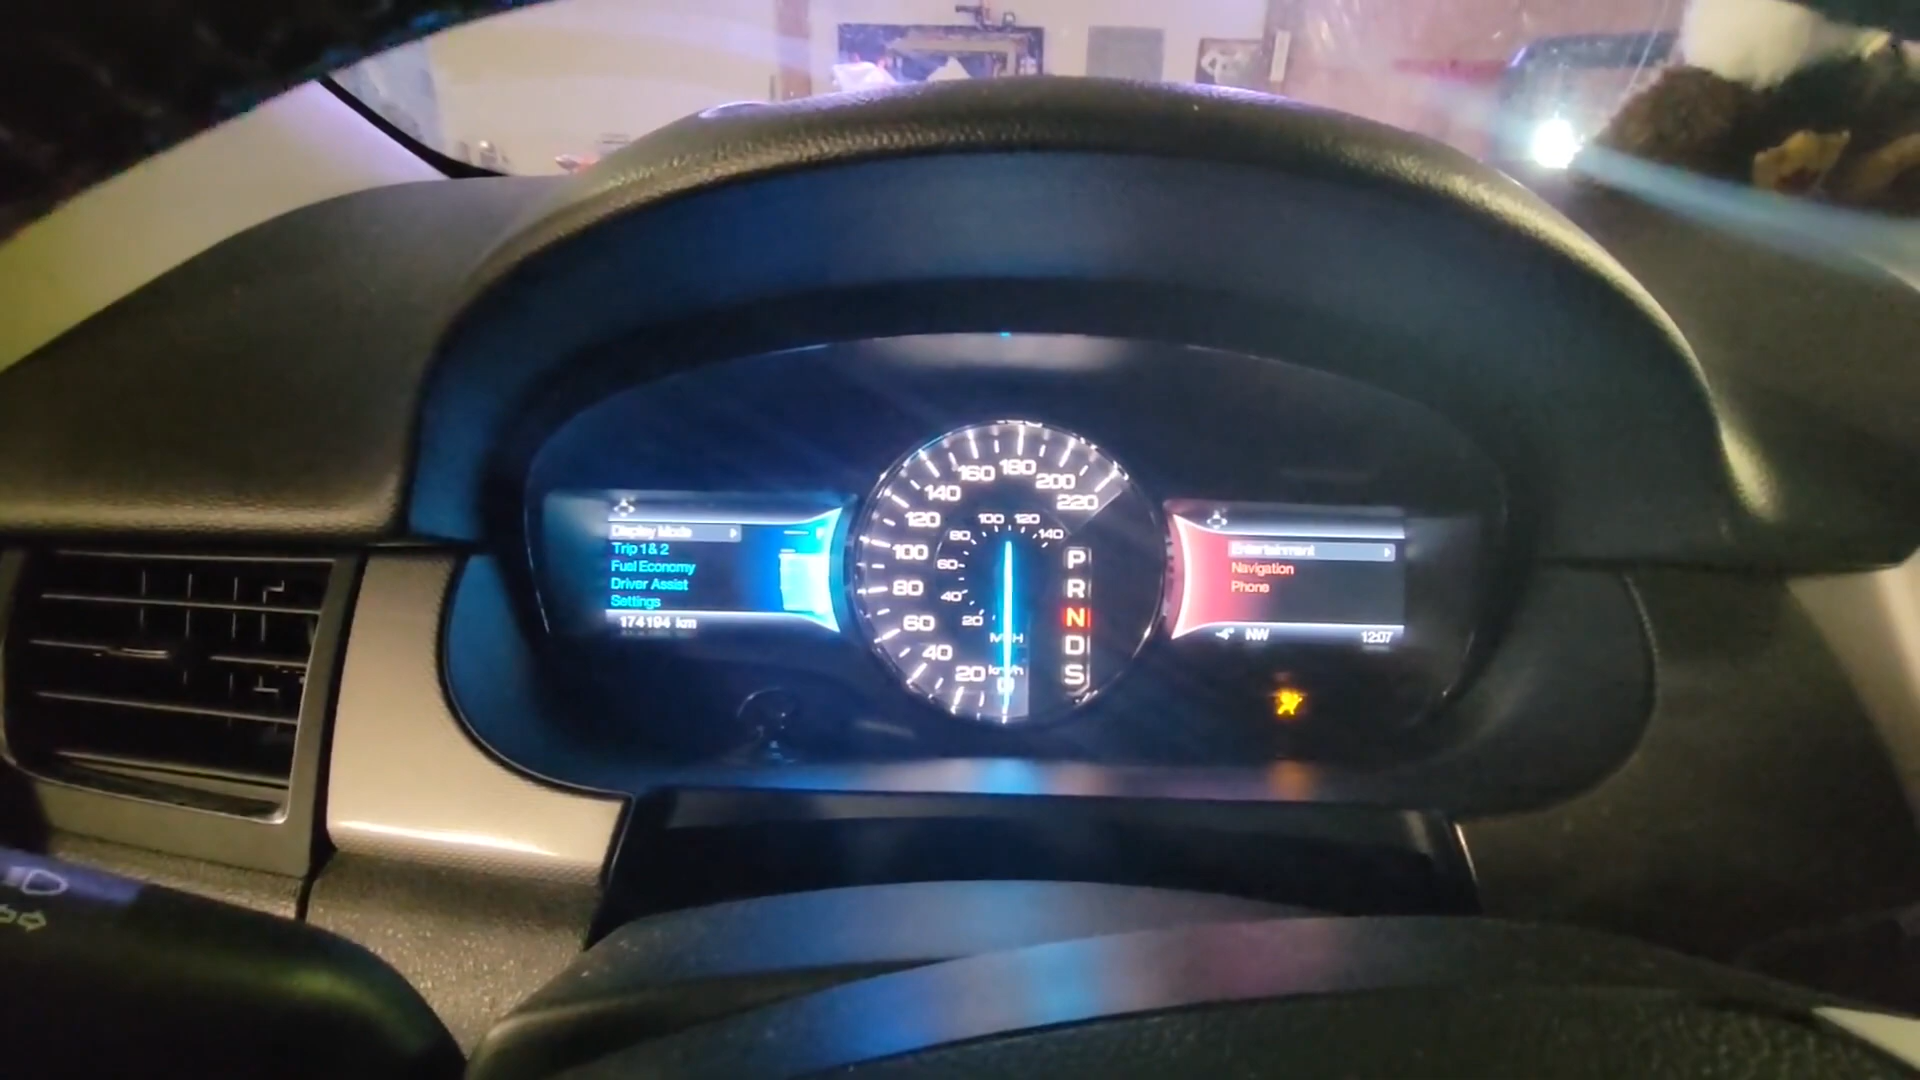 Display Mode
Trip 1 & 2
Fuel Economy
Driver Assist
Settings
174194 km
220
200
180
160
140
120
100
80
60
40
20
0
140
120
100
80
60
40
20
MPH
km/h
P
R
N
D
S
Entertainment
Navigation
Phone
-4° NW 12:07